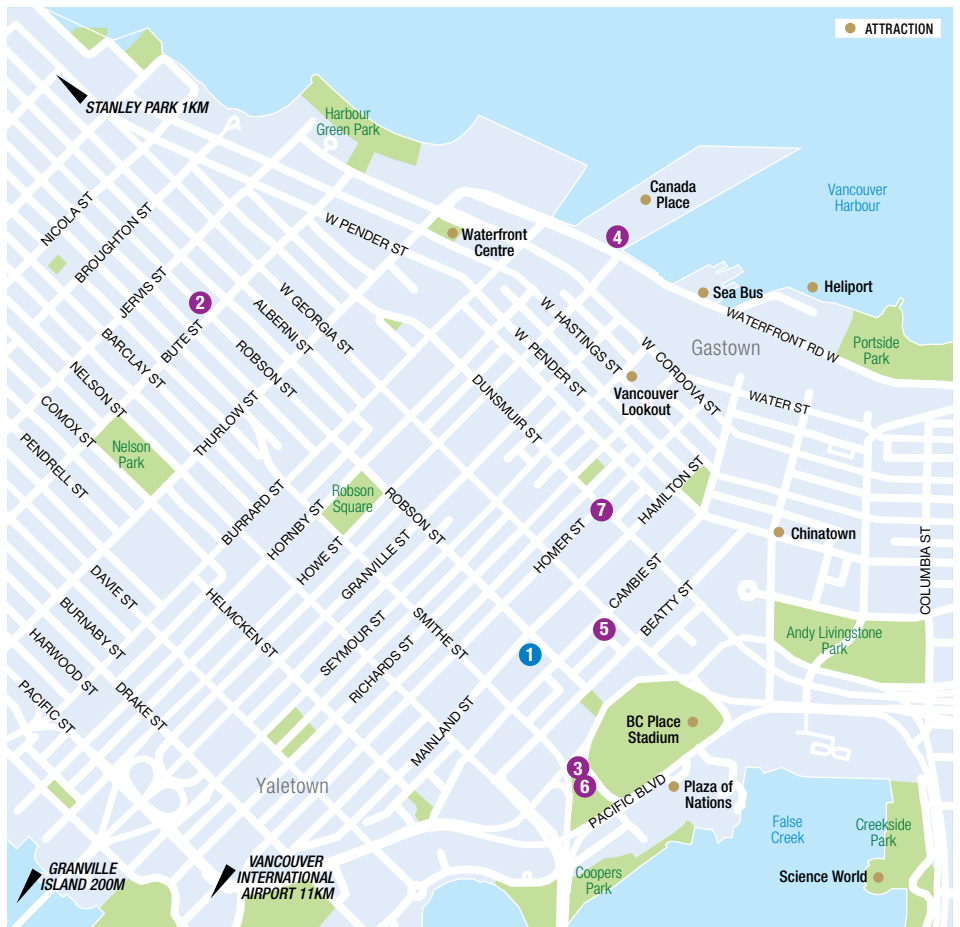 ATTRACTION
STANLEY PARK 1KM
Harbour
Green Park
Canada
Place
Vancouver
Harbour
NICOLA ST
BROUGHTON ST
W PENDER ST
Waterfront
Centre
4
JERVIS ST
2
BUTE ST
W GEORGIA ST
ALBERNI ST
ROBSON ST
Sea Bus
Heliport
WATERFRONT RD W
Portside
Park
Gastown
W HASTINGS ST
W PENDER ST
W CORDOVA ST
Vancouver
Lookout
WATER ST
BARCLAY ST
NELSON ST
COMOX ST
PENDRELL ST
Nelson
Park
THURLOW ST
DUNSMUIR ST
BURRARD ST
HORNBY ST
HOWE ST
Robson
Square
ROBSON ST
GRANVILLE ST
HAMILTON ST
7
HOMER ST
Chinatown
COLUMBIA ST
CAMBIE ST
BEATTY ST
5
1
Andy Livingstone
Park
DAVIE ST
BURNABY ST
HARWOOD ST
PACIFIC ST
DRAKE ST
HELMCKEN ST
SEYMOUR ST
RICHARDS ST
SMITHE ST
MAINLAND ST
BC Place
Stadium
3
6
PACIFIC BLVD
Plaza of
Nations
Yaletown
False
Creek
Creekside
Park
Science World
Coopers
Park
GRANVILLE
ISLAND 200M
VANCOUVER
INTERNATIONAL
AIRPORT 11KM